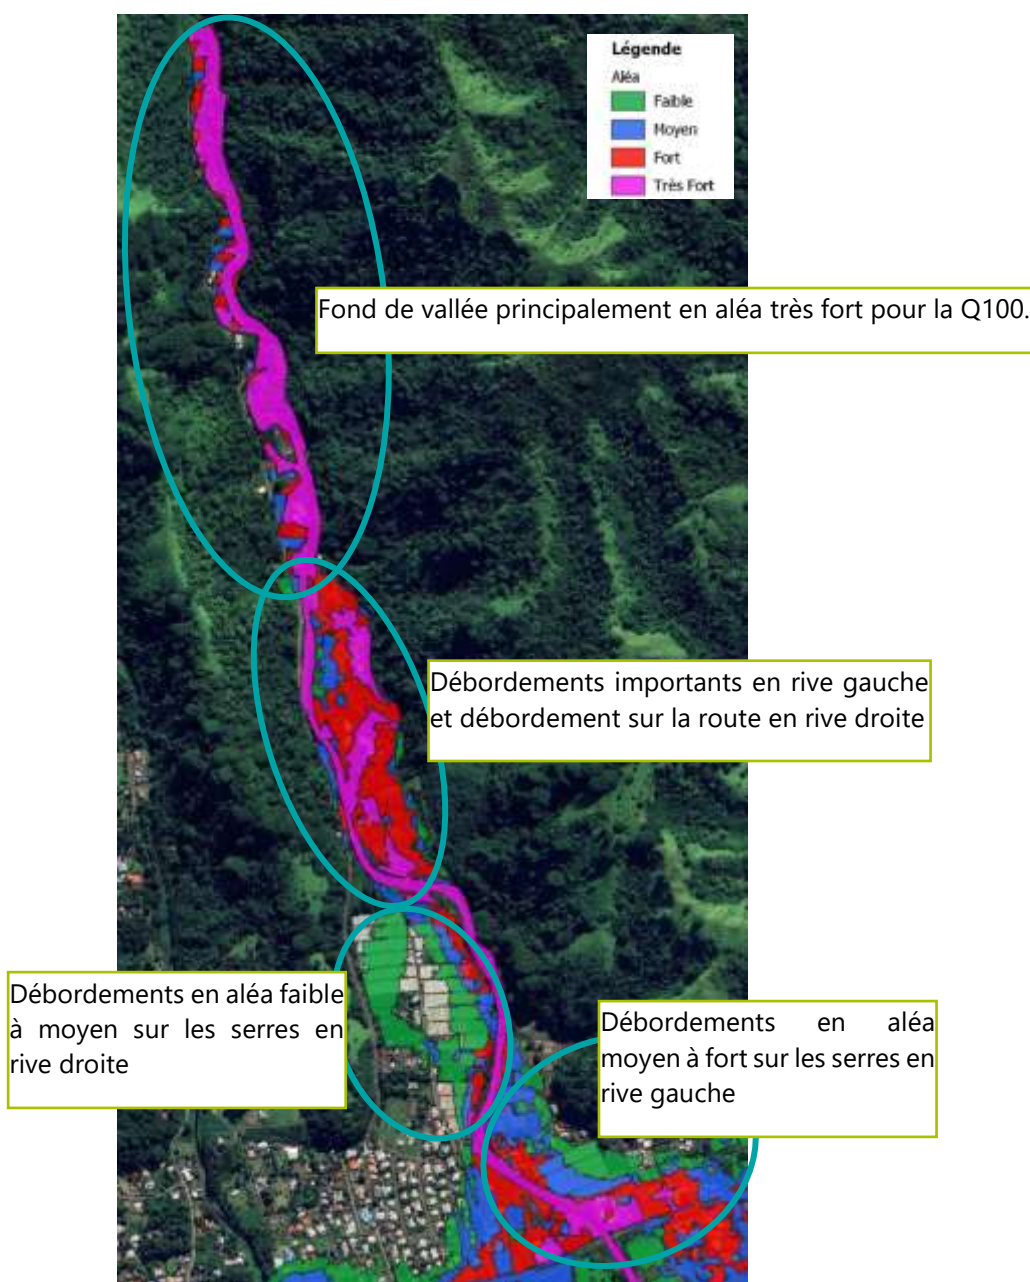 Légende
Aléa
Faible
Moyen
Fort
Très Fort
Fond de vallée principalement en aléa très fort pour la Q100.
Débordements importants en rive gauche
et débordement sur la route en rive droite
Débordements en aléa faible
à moyen sur les serres en
rive droite
Débordements en aléa
moyen à fort sur les serres en
rive gauche